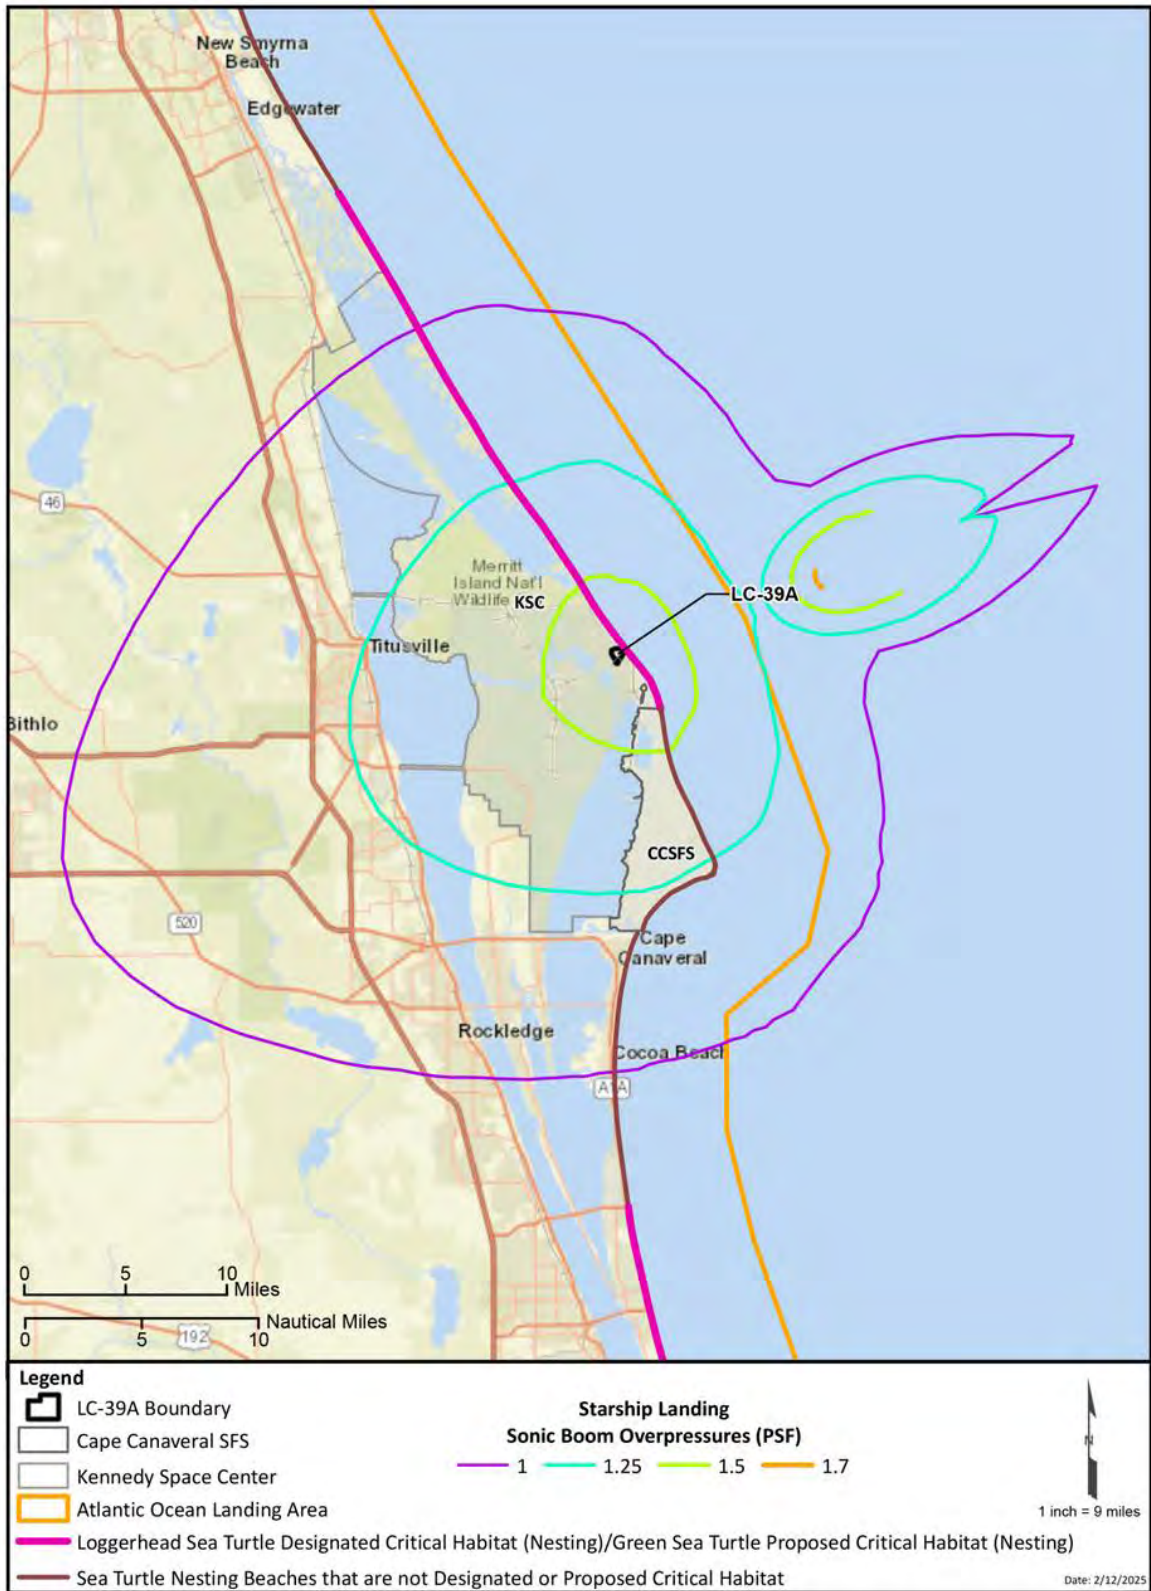 New Smyrna
Beach
Edgewater
46
Merritt
Island Nat'l
Wildlife
KSC
LC-39A
Titusville
Bithlo
CCSFS
520
Cape
Canaveral
Rockledge
Cocoa Beach
A1A
0 5 10
Miles
Nautical Miles
0 5 10
192
Legend
LC-39A Boundary
Cape Canaveral SFS
Kennedy Space Center
Atlantic Ocean Landing Area
Loggerhead Sea Turtle Designated Critical Habitat (Nesting)/Green Sea Turtle Proposed Critical Habitat (Nesting)
Sea Turtle Nesting Beaches that are not Designated or Proposed Critical Habitat
Starship Landing
Sonic Boom Overpressures (PSF)
1 1.25 1.5 1.7
N
1 inch = 9 miles
Date: 2/12/2025